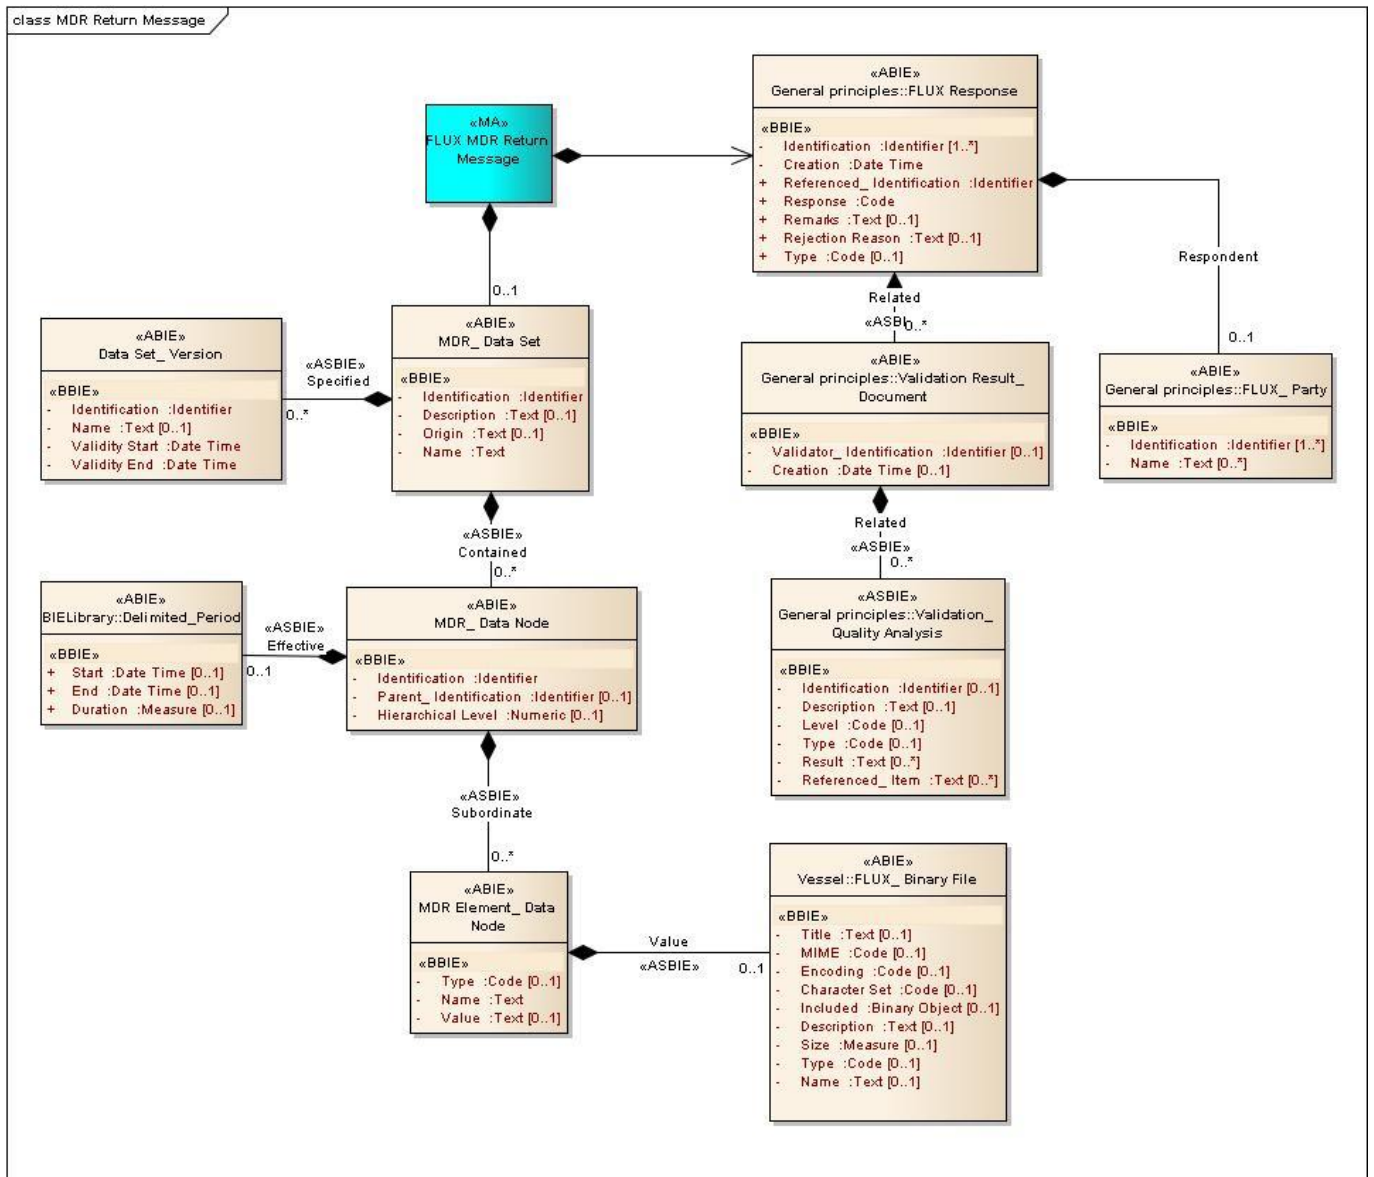 class MDR Return Message
«MA»
FLUX MDR Return
Message
«ABIE»
General principles::FLUX Response
«BBIE»
- Identification :Identifier [1..*]
- Creation :Date Time
+ Referenced_ Identification :Identifier
+ Response :Code
+ Remarks :Text [0..1]
+ Rejection Reason :Text [0..1]
+ Type :Code [0..1]
Respondent
0..1
0..1
Related
«ASBI
0..*
«ABIE»
Data Set_ Version
«BBIE»
- Identification :Identifier
- Name :Text [0..1]
- Validity Start :Date Time
- Validity End :Date Time
«ASBIE»
Specified
0..*
«ABIE»
MDR_ Data Set
«BBIE»
- Identification :Identifier
- Description :Text [0..1]
- Origin :Text [0..1]
- Name :Text
«ABIE»
General principles::Validation Result_
Document
«BBIE»
- Validator_ Identification :Identifier [0..1]
- Creation :Date Time [0..1]
«ABIE»
General principles::FLUX_ Party
«BBIE»
- Identification :Identifier [1..*]
- Name :Text [0..*]
«ASBIE»
Contained
0..*
Related
«ASBIE»
0..*
«ABIE»
BIELibrary::Delimited_Period
«BBIE»
+ Start :Date Time [0..1]
+ End :Date Time [0..1]
+ Duration :Measure [0..1]
«ASBIE»
Effective
0..1
«ABIE»
MDR_ Data Node
«BBIE»
- Identification :Identifier
- Parent_ Identification :Identifier [0..1]
- Hierarchical Level :Numeric [0..1]
«ASBIE»
General principles::Validation_
Quality Analysis
«BBIE»
- Identification :Identifier [0..1]
- Description :Text [0..1]
- Level :Code [0..1]
- Type :Code [0..1]
- Result :Text [0..*]
- Referenced_ Item :Text [0..*]
«ASBIE»
Subordinate
0..*
«ABIE»
MDR Element_ Data
Node
«BBIE»
- Type :Code [0..1]
- Name :Text
- Value :Text [0..1]
Value
«ASBIE»
0..1
«ABIE»
Vessel::FLUX_ Binary File
«BBIE»
- Title :Text [0..1]
- MIME :Code [0..1]
- Encoding :Code [0..1]
- Character Set :Code [0..1]
- Included :Binary Object [0..1]
- Description :Text [0..1]
- Size :Measure [0..1]
- Type :Code [0..1]
- Name :Text [0..1]